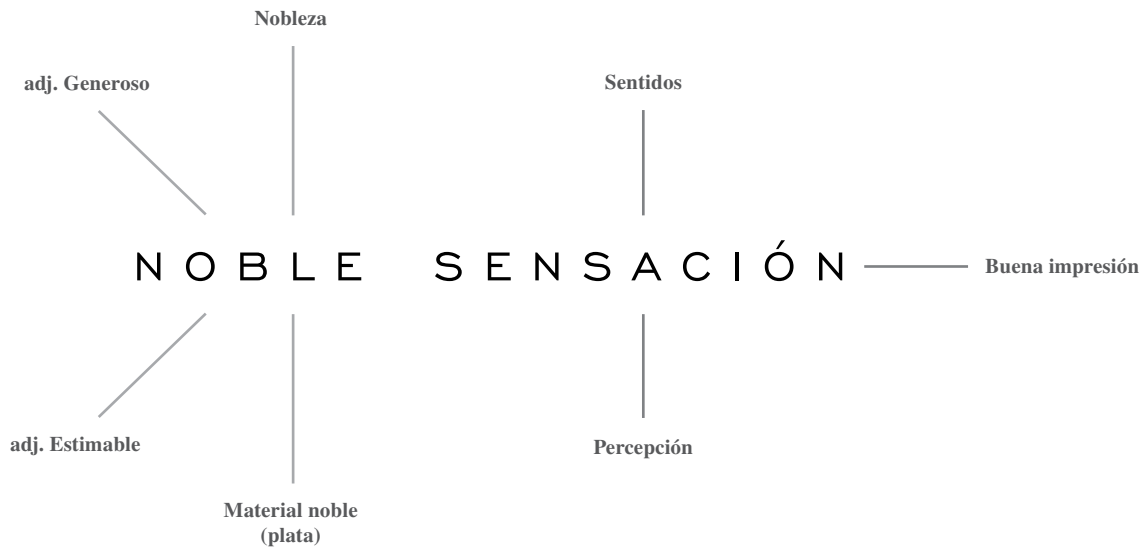 Nobleza
adj. Generoso
Sentidos
NOBLE SENSACIÓN
Buena impresión
adj. Estimable
Percepción
Material noble
(plata)